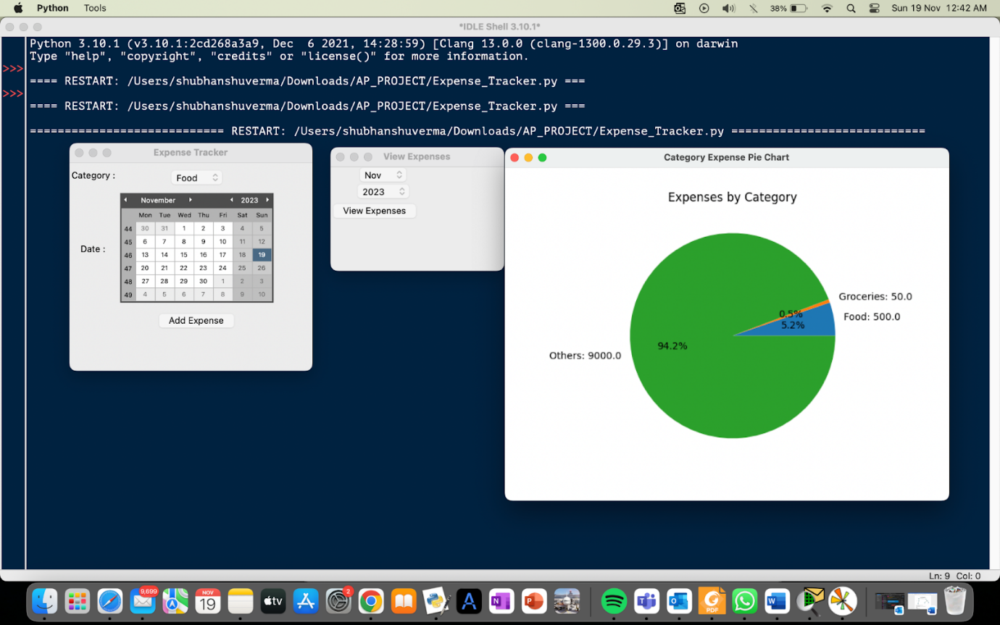 Python Tools 38% Sun 19 Nov 12:42 AM
*IDLE Shell 3.10.1*
Python 3.10.1 (v3.10.1:2cd268a3a9, Dec  6 2021, 14:28:59) [Clang 13.0.0 (clang-1300.0.29.3)] on darwin
Type "help", "copyright", "credits" or "license()" for more information.
>>>
==== RESTART: /Users/shubhanshuverma/Downloads/AP_PROJECT/Expense_Tracker.py ===
>>>
==== RESTART: /Users/shubhanshuverma/Downloads/AP_PROJECT/Expense_Tracker.py ===
============================ RESTART: /Users/shubhanshuverma/Downloads/AP_PROJECT/Expense_Tracker.py ============================
Expense Tracker
Category :
Food
November 2023
Mon Tue Wed Thu Fri Sat Sun
44 30 31 1 2 3 4 5
45 6 7 8 9 10 11 12
46 13 14 15 16 17 18 19
47 20 21 22 23 24 25 26
48 27 28 29 30 1 2 3
49 4 5 6 7 8 9 10
Date :
Add Expense
View Expenses
Nov
2023
View Expenses
Category Expense Pie Chart
Expenses by Category
Groceries: 50.0
Food: 500.0
0.5%
5.2%
94.2%
Others: 9000.0
Ln: 9 Col: 0
9,699
NOV
19
tv
2
N
P
T
O
PDF
W